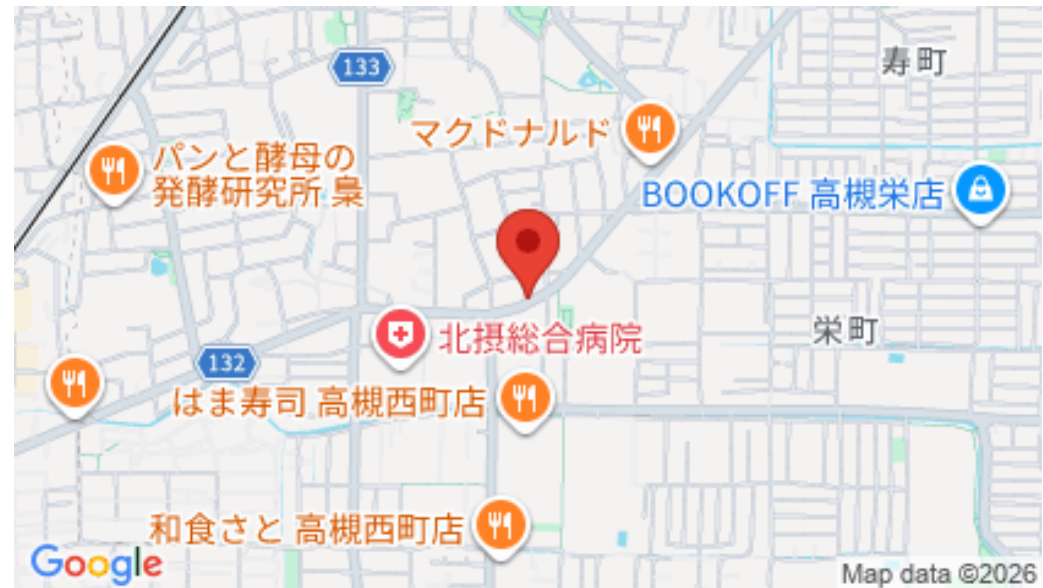 133
寿町
マクドナルド
パンと酵母の
発酵研究所 梟
BOOKOFF 高槻栄店
北摂総合病院
栄町
132
はま寿司 高槻西町店
和食さと 高槻西町店
Google
Map data ©2026